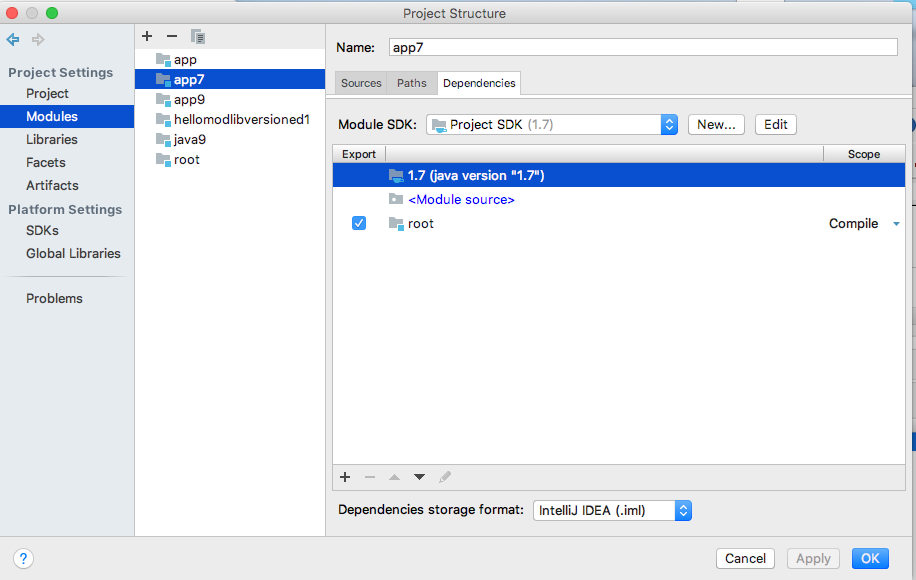 Project Structure
Project Settings
Project
Modules
Libraries
Facets
Artifacts
Platform Settings
SDKs
Global Libraries
Problems
app
app7
app9
hellomodlibversioned1
java9
root
Name: app7
Sources Paths Dependencies
Module SDK: Project SDK (1.7) New... Edit
Export Scope
1.7 (java version "1.7")
<Module source>
root Compile
Dependencies storage format: IntelliJ IDEA (.iml)
? Cancel Apply OK